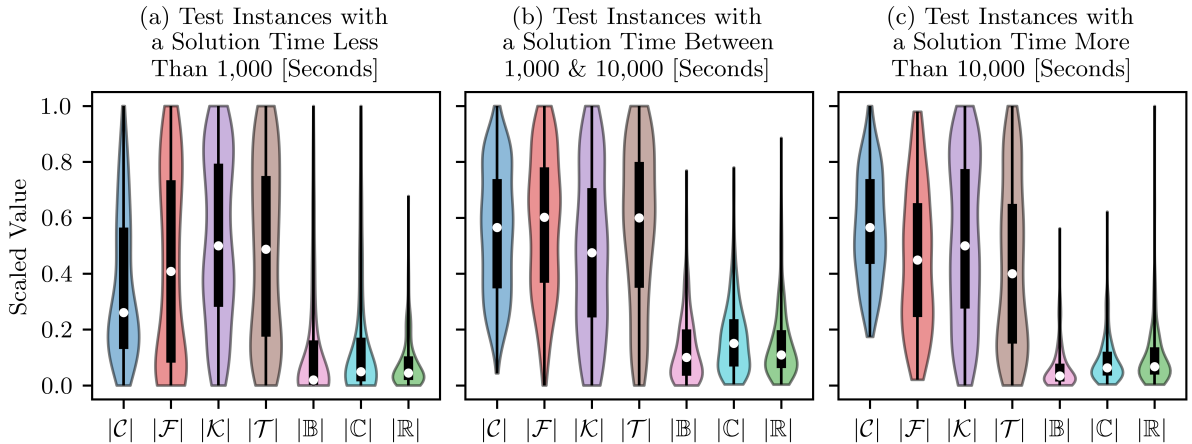 (a) Test Instances with
a Solution Time Less
Than 1,000 [Seconds]
(b) Test Instances with
a Solution Time Between
1,000 & 10,000 [Seconds]
(c) Test Instances with
a Solution Time More
Than 10,000 [Seconds]
Scaled Value
1.0
0.8
0.6
0.4
0.2
0.0
|𝒞| |ℱ| |𝒦| |𝒯| |𝔹| |ℂ| |ℝ|
|𝒞| |ℱ| |𝒦| |𝒯| |𝔹| |ℂ| |ℝ|
|𝒞| |ℱ| |𝒦| |𝒯| |𝔹| |ℂ| |ℝ|